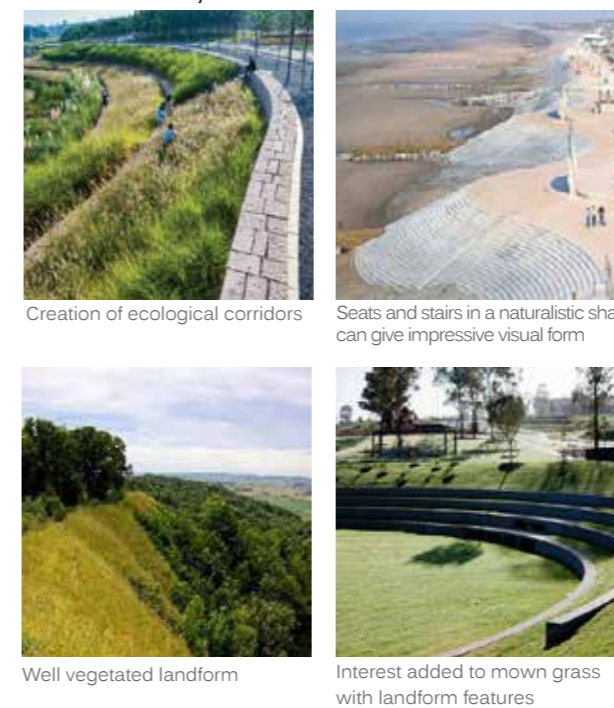 Creation of ecological corridors
Seats and stairs in a naturalistic sha
can give impressive visual form
Well vegetated landform
Interest added to mown grass
with landform features